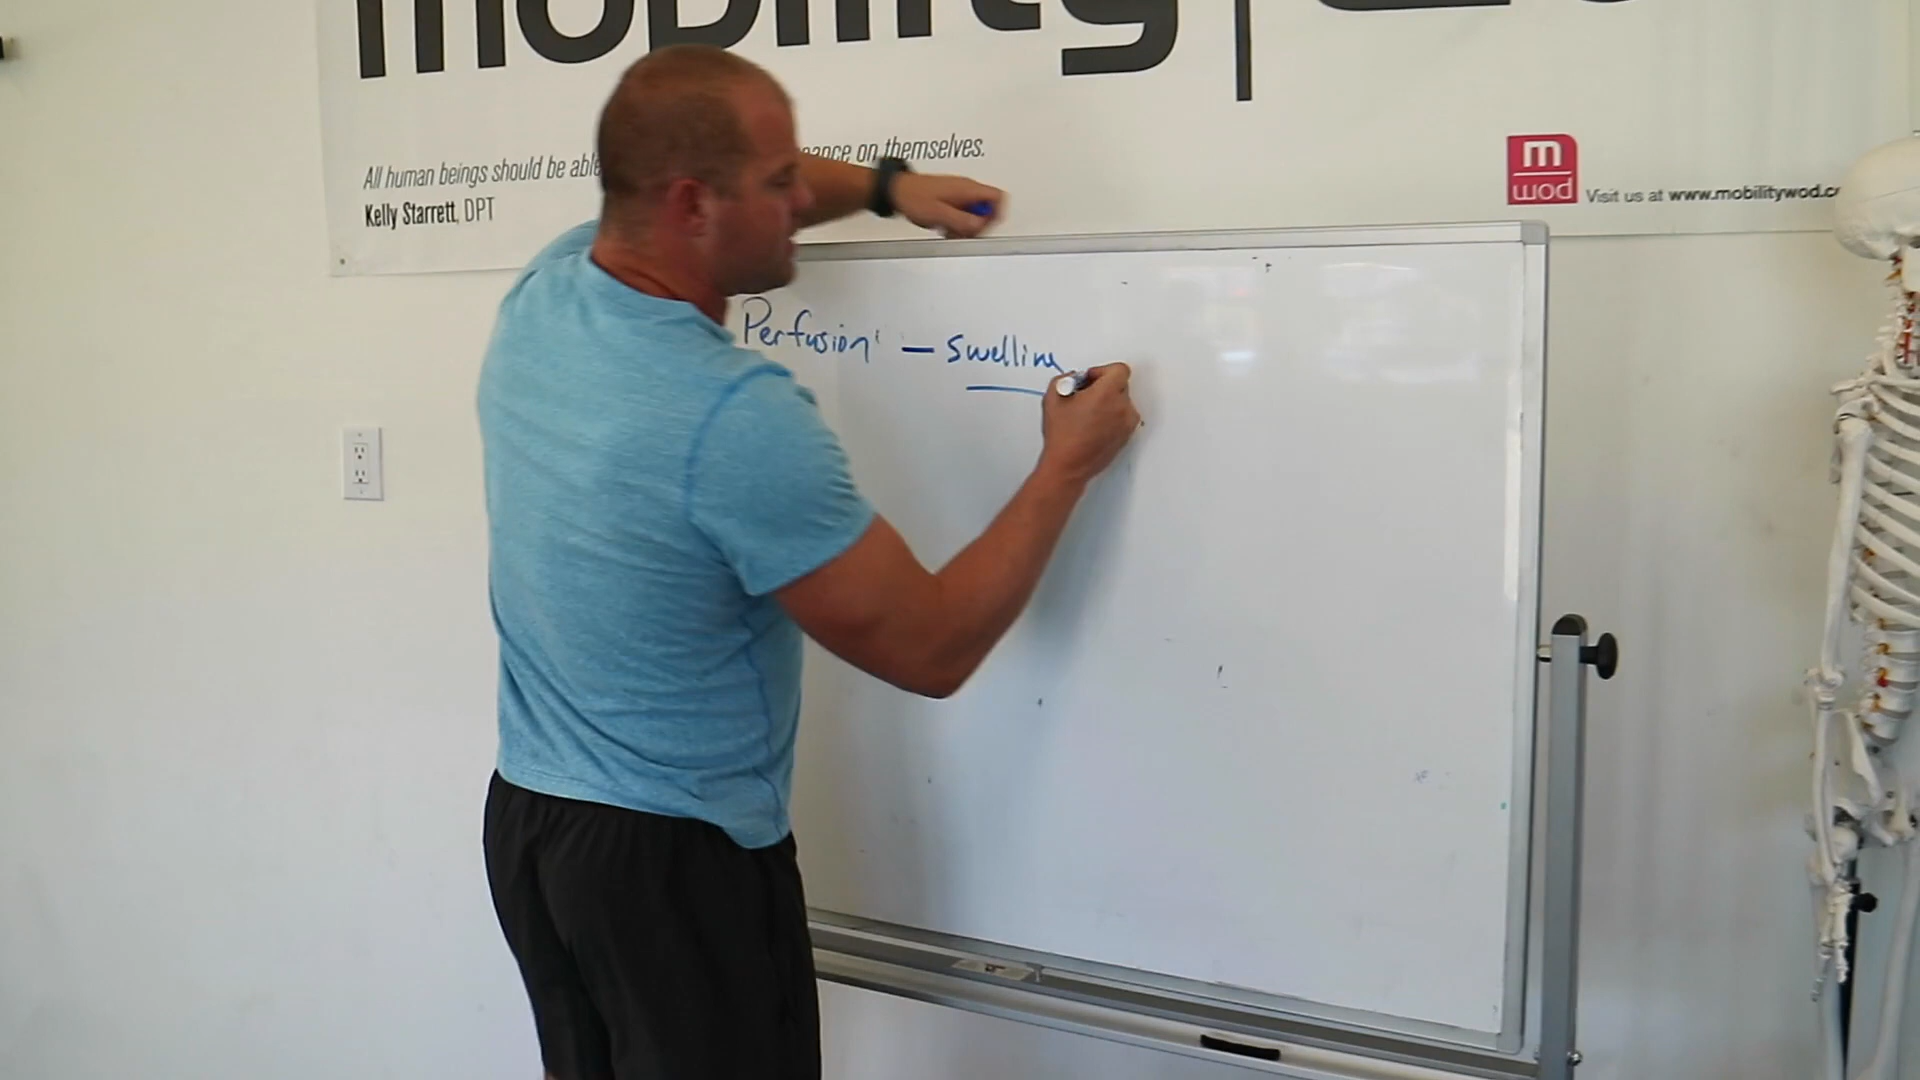 mobility
All human beings should be able
on themselves.
Kelly Starrett, DPT
m
wod
Visit us at www.mobilitywod.c
Perfusion — swelling